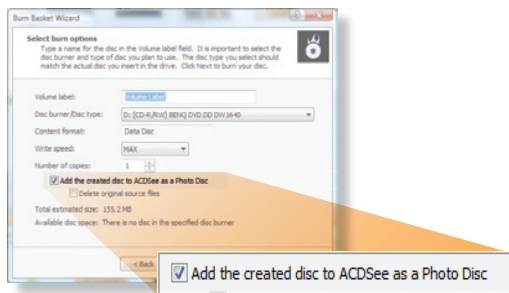 Burn Basket Wizard
Select burn options
Type a name for the disc in the Volume label field. It is important to select the
disc burner and type of disc you plan to use. The disc type you select should
match the actual disc you insert in the drive. Click Next to burn your disc.
Volume label: Volume Label
Disc burner/Disc type: D: [CD-R/RW] BENQ DVD DD DW1640
Content format: Data Disc
Write speed: MAX
Number of copies: 1
Add the created disc to ACDSee as a Photo Disc
Delete original source files
Total estimated size: 155.2 MB
Available disc space: There is no disc in the specified disc burner
< Back
Add the created disc to ACDSee as a Photo Disc